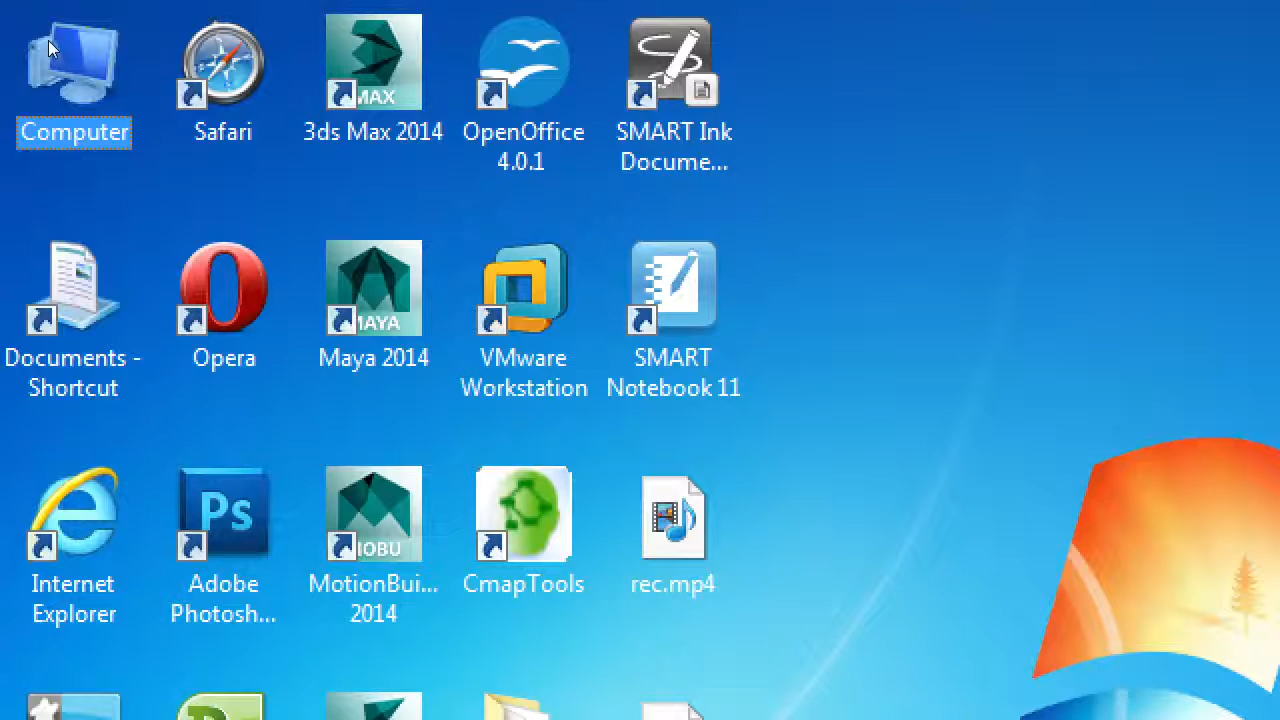 Computer
Safari
MAX
3ds Max 2014
OpenOffice
4.0.1
SMART Ink
Docume...
Documents -
Shortcut
Opera
MAYA
Maya 2014
VMware
Workstation
SMART
Notebook 11
Internet
Explorer
Ps
Adobe
Photosh...
MOBU
MotionBui...
2014
CmapTools
rec.mp4